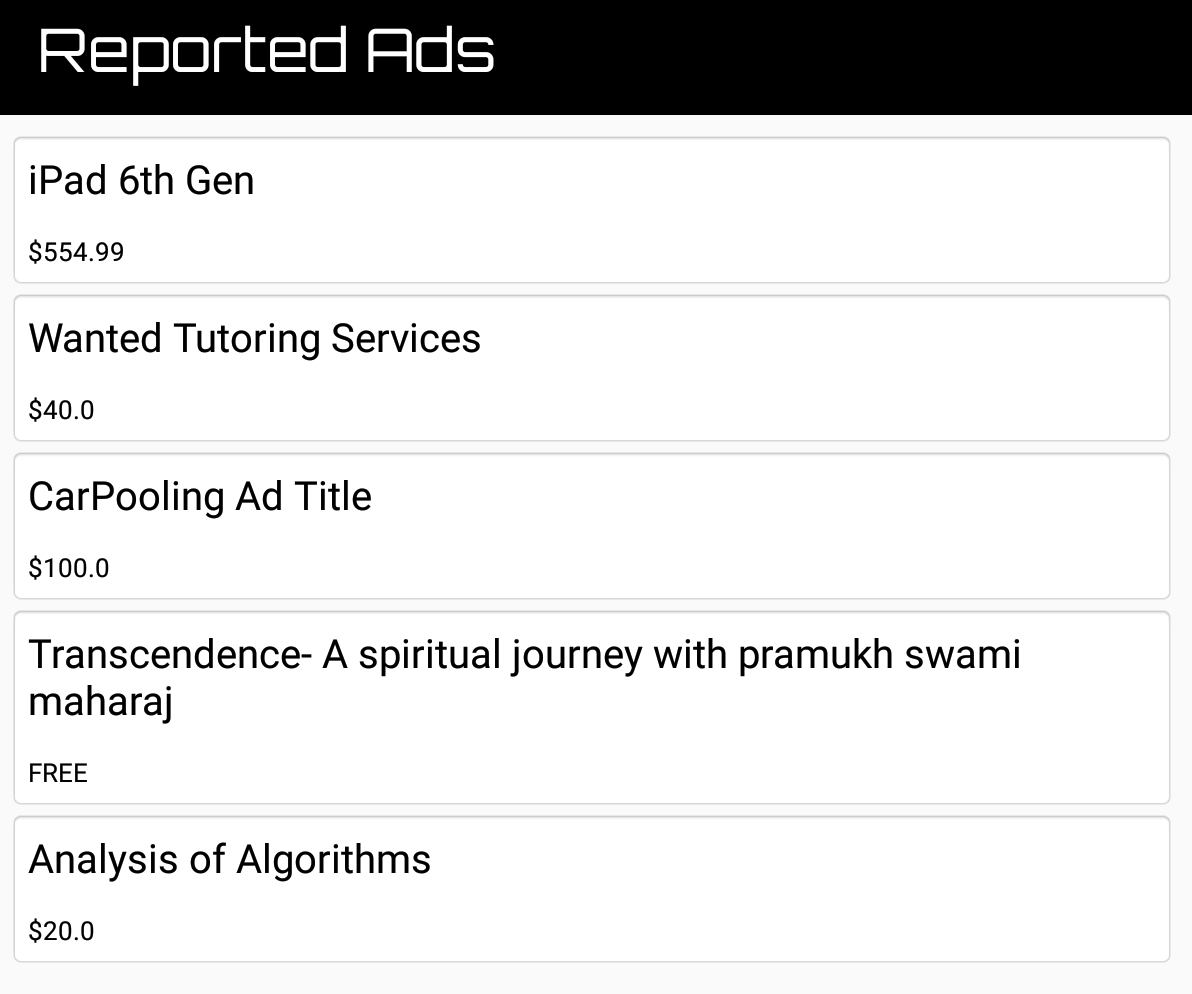 Reported Ads
iPad 6th Gen
$554.99
Wanted Tutoring Services
$40.0
CarPooling Ad Title
$100.0
Transcendence- A spiritual journey with pramukh swami
maharaj
FREE
Analysis of Algorithms
$20.0